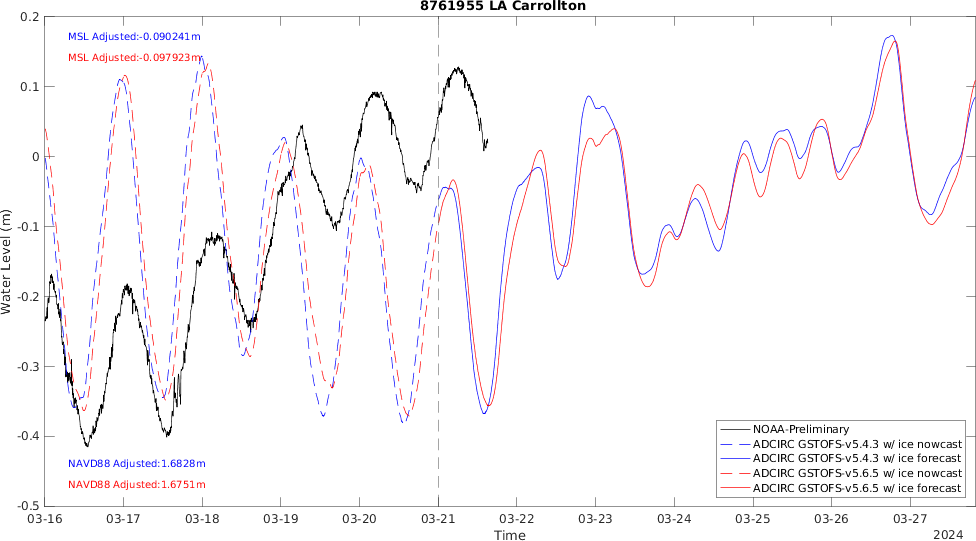 8761955 LA Carrollton
MSL Adjusted:-0.090241m
MSL Adjusted:-0.097923m
NAVD88 Adjusted:1.6828m
NAVD88 Adjusted:1.6751m
Water Level (m)
0.2
0.1
0
-0.1
-0.2
-0.3
-0.4
-0.5
NOAA-Preliminary
ADCIRC GSTOFS-v5.4.3 w/ ice nowcast
ADCIRC GSTOFS-v5.4.3 w/ ice forecast
ADCIRC GSTOFS-v5.6.5 w/ ice nowcast
ADCIRC GSTOFS-v5.6.5 w/ ice forecast
03-16 03-17 03-18 03-19 03-20 03-21 03-22 03-23 03-24 03-25 03-26 03-27
Time
2024